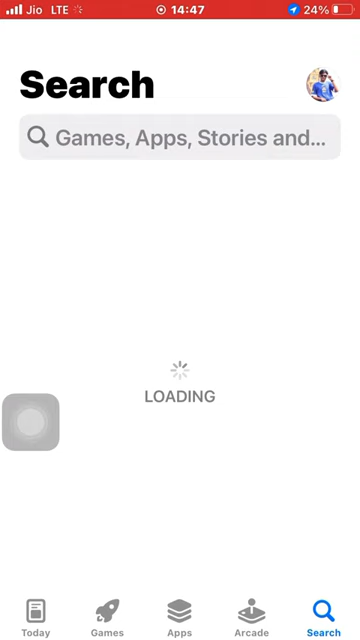 Jio LTE 14:47 24%
Search
Games, Apps, Stories and...
LOADING
Today Games Apps Arcade Search